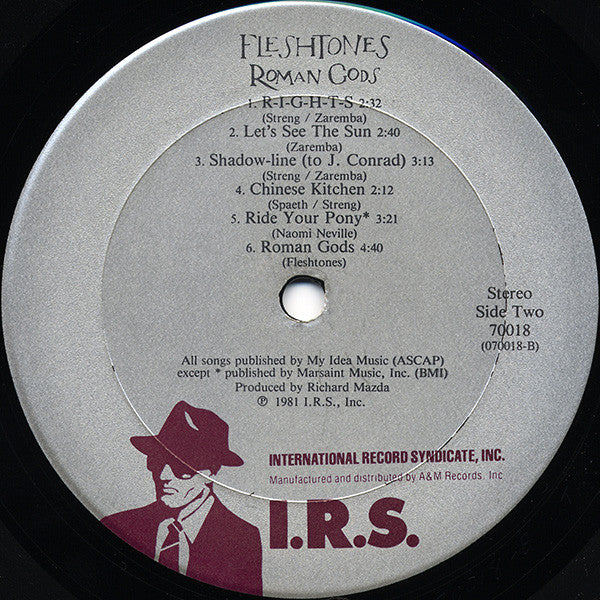 FLESHTONES
ROMAN GODS
1. R-I-G-H-T-S 2:32
(Streng / Zaremba)
2. Let's See The Sun 2:40
(Zaremba)
3. Shadow-line (to J. Conrad) 3:13
(Streng / Zaremba)
4. Chinese Kitchen 2:12
(Spaeth / Streng)
5. Ride Your Pony* 3:21
(Naomi Neville)
6. Roman Gods 4:40
(Fleshtones)
Stereo
Side Two
70018
(070018-B)
All songs published by My Idea Music (ASCAP)
except * published by Marsaint Music, Inc. (BMI)
Produced by Richard Mazda
℗ 1981 I.R.S., Inc.
INTERNATIONAL RECORD SYNDICATE, INC.
Manufactured and distributed by A&M Records, Inc
I.R.S.